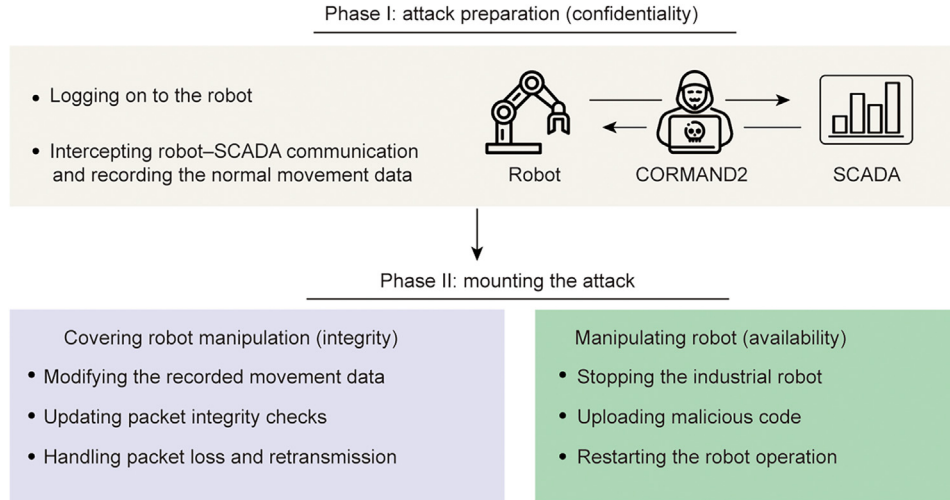 Phase I: attack preparation (confidentiality)
• Logging on to the robot
• Intercepting robot–SCADA communication
and recording the normal movement data
Robot
CORMAND2
SCADA
Phase II: mounting the attack
Covering robot manipulation (integrity)
• Modifying the recorded movement data
• Updating packet integrity checks
• Handling packet loss and retransmission
Manipulating robot (availability)
• Stopping the industrial robot
• Uploading malicious code
• Restarting the robot operation